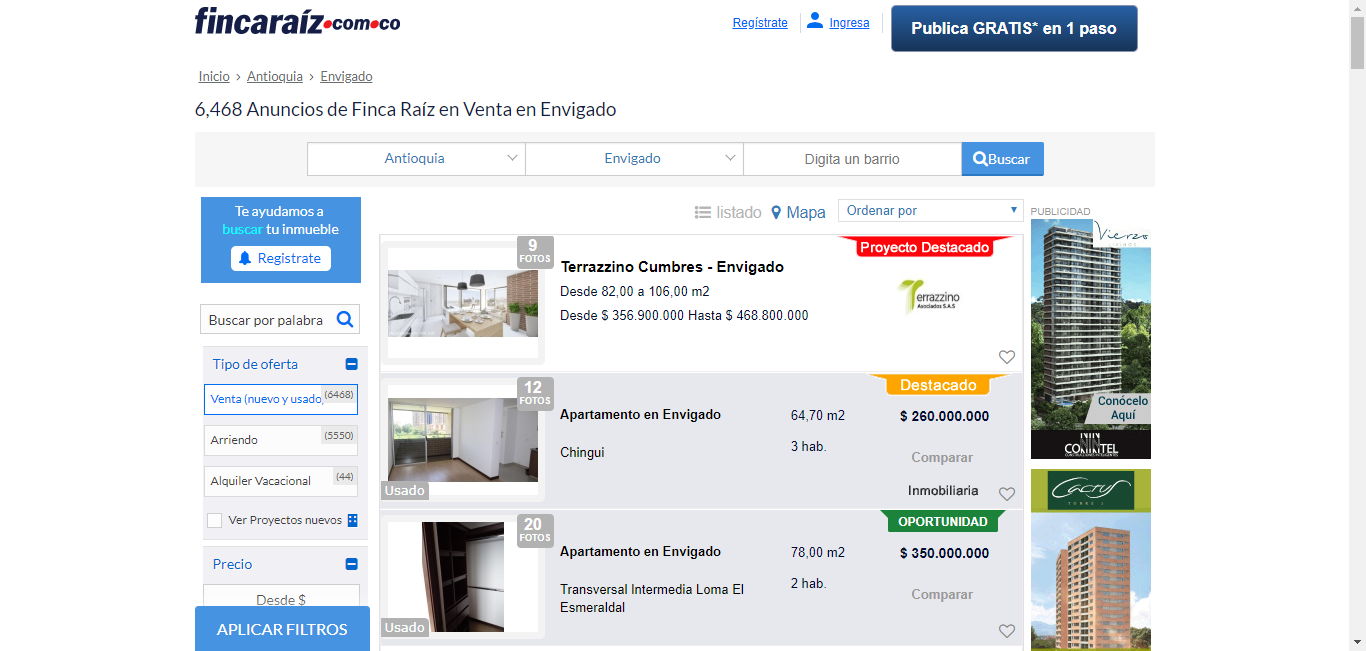 fincaraíz.com.co
Regístrate
Ingresa
Publica GRATIS* en 1 paso
Inicio › Antioquia › Envigado
6,468 Anuncios de Finca Raíz en Venta en Envigado
Antioquia
Envigado
Digita un barrio
Buscar
Te ayudamos a
buscar tu inmueble
Registrate
listado
Mapa
Ordenar por
PUBLICIDAD
Buscar por palabra
Tipo de oferta
Venta (nuevo y usado)
(6468)
Arriendo
(5550)
Alquiler Vacacional
(44)
Ver Proyectos nuevos
Precio
Desde $
APLICAR FILTROS
9
FOTOS
Terrazzino Cumbres - Envigado
Desde 82,00 a 106,00 m2
Desde $ 356.900.000 Hasta $ 468.800.000
Proyecto Destacado
Terrazzino
Asociados S.A.S
12
FOTOS
Usado
Apartamento en Envigado
Chingui
64,70 m2
3 hab.
Destacado
$ 260.000.000
Comparar
Inmobiliaria
20
FOTOS
Usado
Apartamento en Envigado
Transversal Intermedia Loma El
Esmeraldal
78,00 m2
2 hab.
OPORTUNIDAD
$ 350.000.000
Comparar
Vierzo
Conócelo
Aquí
CONINTEL
CONSTRUCCIONES INTELIGENTES
Cactus